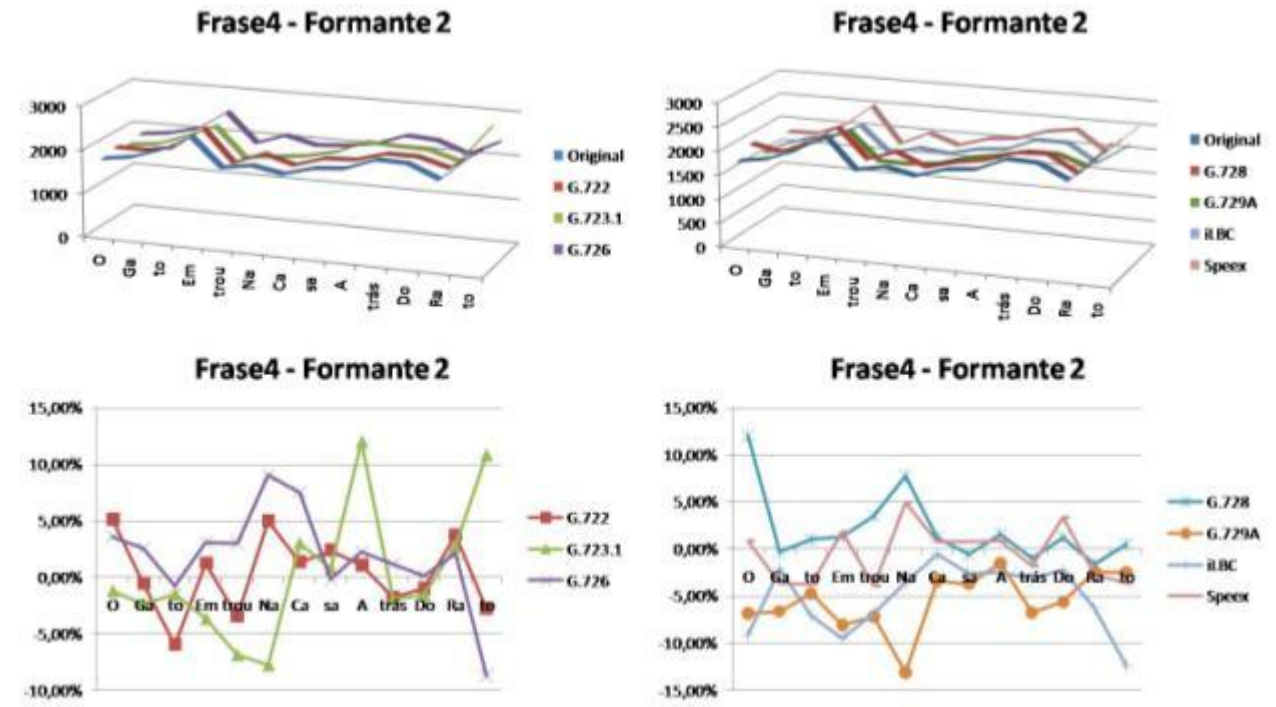 Frase4 - Formante 2
3000
2000
1000
0
O Ga to Em trou Na Ca sa A trás Do Ra to
Original
G.722
G.723.1
G.726
Frase4 - Formante 2
3000
2500
2000
1500
1000
500
0
O Ga to Em trou Na Ca sa A trás Do Ra to
Original
G.728
G.729A
iLBC
Speex
Frase4 - Formante 2
15,00%
10,00%
5,00%
0,00%
-5,00%
-10,00%
O Ga to Em trou Na Ca sa A trás Do Ra to
G.722
G.723.1
G.726
Frase4 - Formante 2
15,00%
10,00%
5,00%
0,00%
-5,00%
-10,00%
-15,00%
O Ga to Em trou Na Ca sa A trás Do Ra to
G.728
G.729A
iLBC
Speex